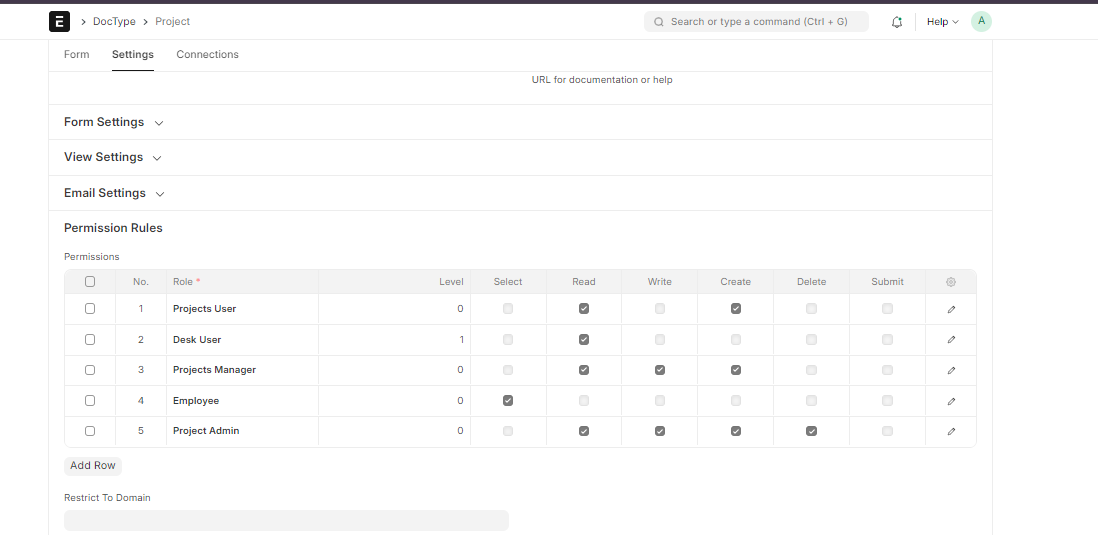 E DocType Project Search or type a command (Ctrl + G) Help A
Form Settings Connections
URL for documentation or help
Form Settings
View Settings
Email Settings
Permission Rules
Permissions
No. Role * Level Select Read Write Create Delete Submit
1 Projects User 0
2 Desk User 1
3 Projects Manager 0
4 Employee 0
5 Project Admin 0
Add Row
Restrict To Domain